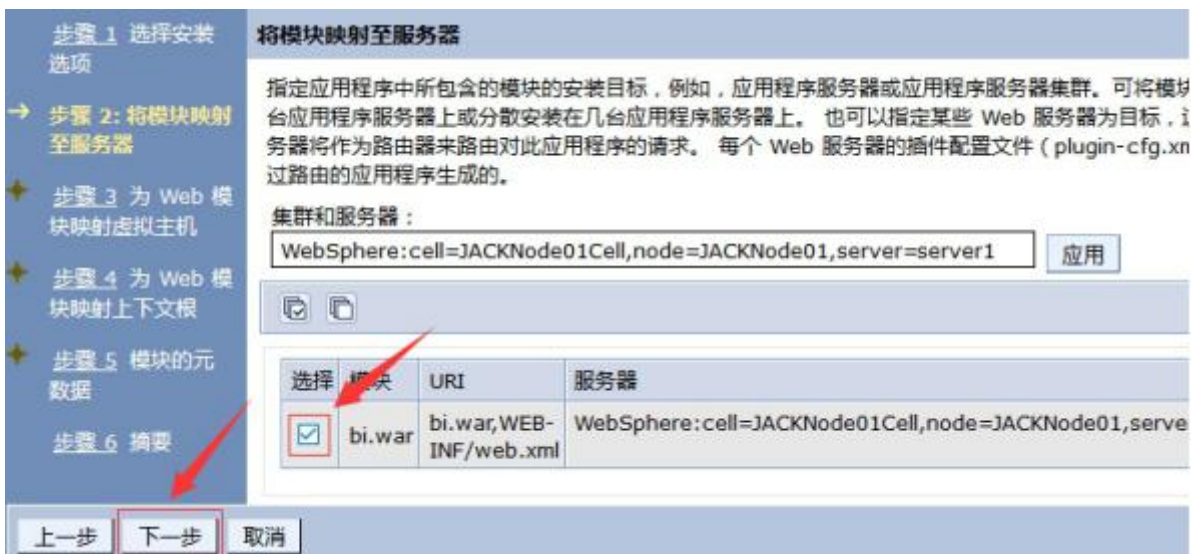 步骤 1 选择安装
选项
步骤 2: 将模块映射
至服务器
步骤 3 为 Web 模
块映射虚拟主机
步骤 4 为 Web 模
块映射上下文根
步骤 5 模块的元
数据
步骤 6 摘要
将模块映射至服务器
指定应用程序中所包含的模块的安装目标，例如，应用程序服务器或应用程序服务器集群。可将模块
台应用程序服务器上或分散安装在几台应用程序服务器上。 也可以指定某些 Web 服务器为目标，
务器将作为路由器来路由对此应用程序的请求。 每个 Web 服务器的插件配置文件（plugin-cfg.xm
过路由的应用程序生成的。
集群和服务器：
WebSphere:cell=JACKNode01Cell,node=JACKNode01,server=server1 应用
选择 模块 URI 服务器
bi.war bi.war,WEB- WebSphere:cell=JACKNode01Cell,node=JACKNode01,serve
INF/web.xml
上一步 下一步 取消